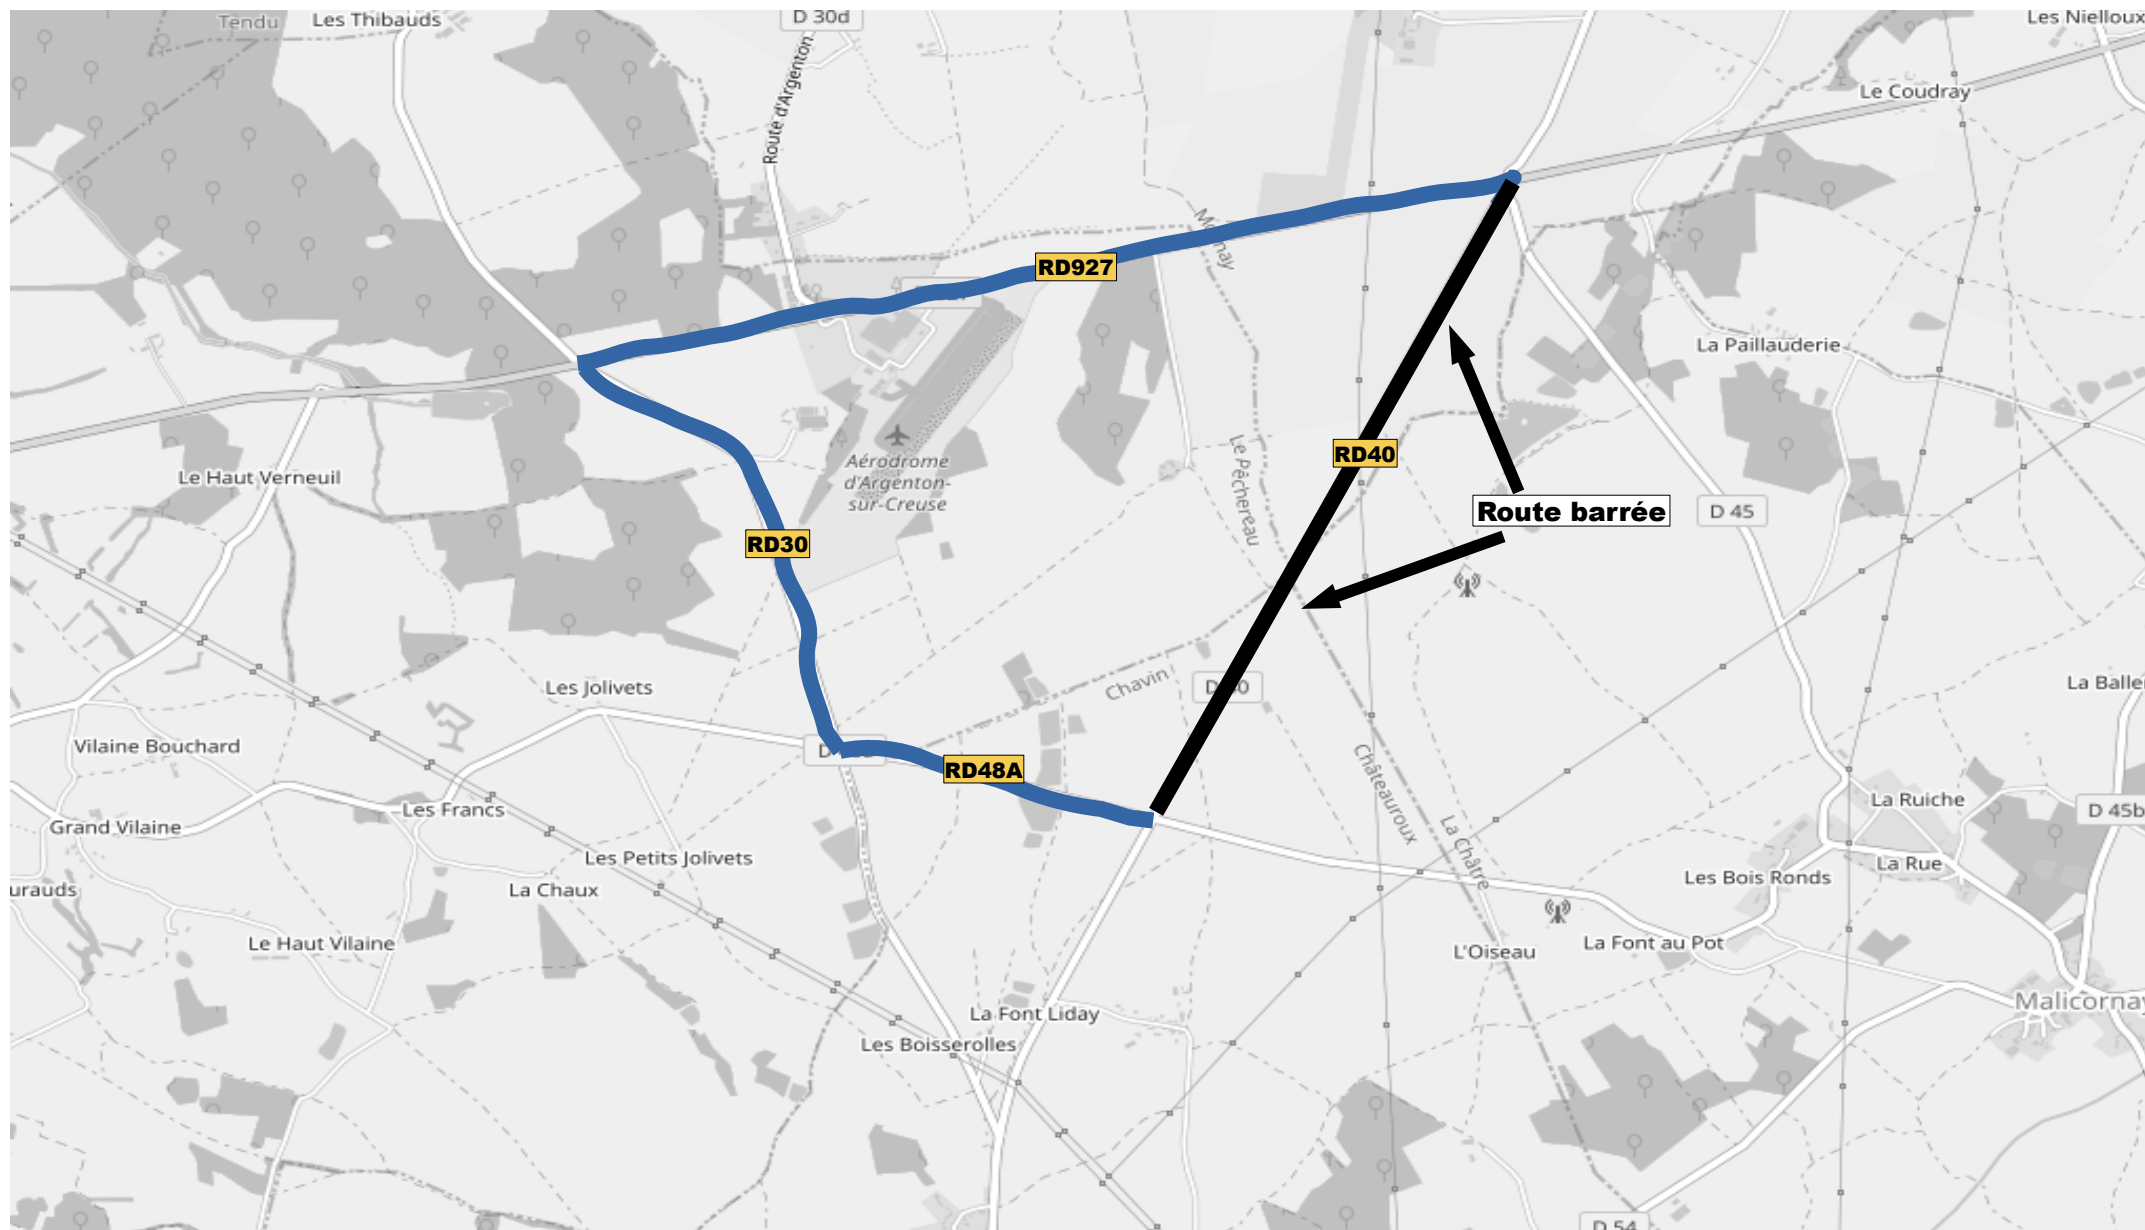 Tendu
Les Thibauds
D 30d
Les Nielloux
Route d'Argenton
Le Coudray
Mosnay
RD927
La Paillauderie
RD40
Le Pêchereau
Aérodrome
d'Argenton-
sur-Creuse
Le Haut Verneuil
Route barrée
D 45
RD30
Chavin
Les Jolivets
La Balle
Vilaine Bouchard
RD48A
Châteauroux
La Châtre
La Ruiche
D 45b
Les Francs
Grand Vilaine
Les Petits Jolivets
La Rue
Les Bois Ronds
urauds
La Chaux
Le Haut Vilaine
La Font au Pot
L'Oiseau
Malicornay
La Font Liday
Les Boisserolles
D 54